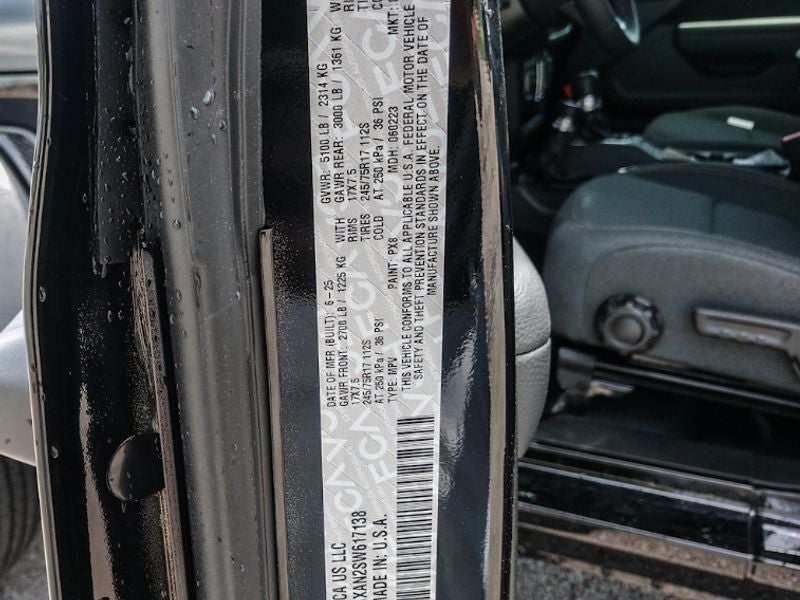 CA US LLC
DATE OF MFR (BUILT): 6-25 GVWR: 5100 LB / 2314 KG
GAWR FRONT: 2700 LB / 1225 KG WITH GAWR REAR: 3000 LB / 1361 KG
17X7.5 RIMS 17X7.5
245/75R17 112S TIRES 245/75R17 112S
AT 250 kPa / 36 PSI COLD AT 250 kPa / 36 PSI
TYPE: MPV PAINT: PX8 MDH: 060223 MKT:
THIS VEHICLE CONFORMS TO ALL APPLICABLE U.S.A. FEDERAL MOTOR VEHICLE
SAFETY AND THEFT PREVENTION STANDARDS IN EFFECT ON THE DATE OF
MANUFACTURE SHOWN ABOVE.
XAN2SW617138
MADE IN: U.S.A.